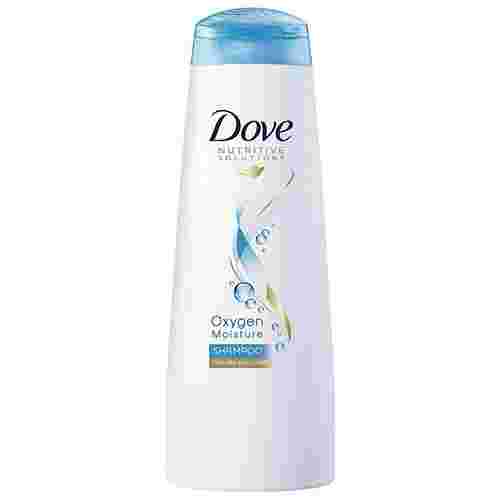 Dove
NUTRITIVE
SOLUTIONS
Oxygen
Moisture
SHAMPOO